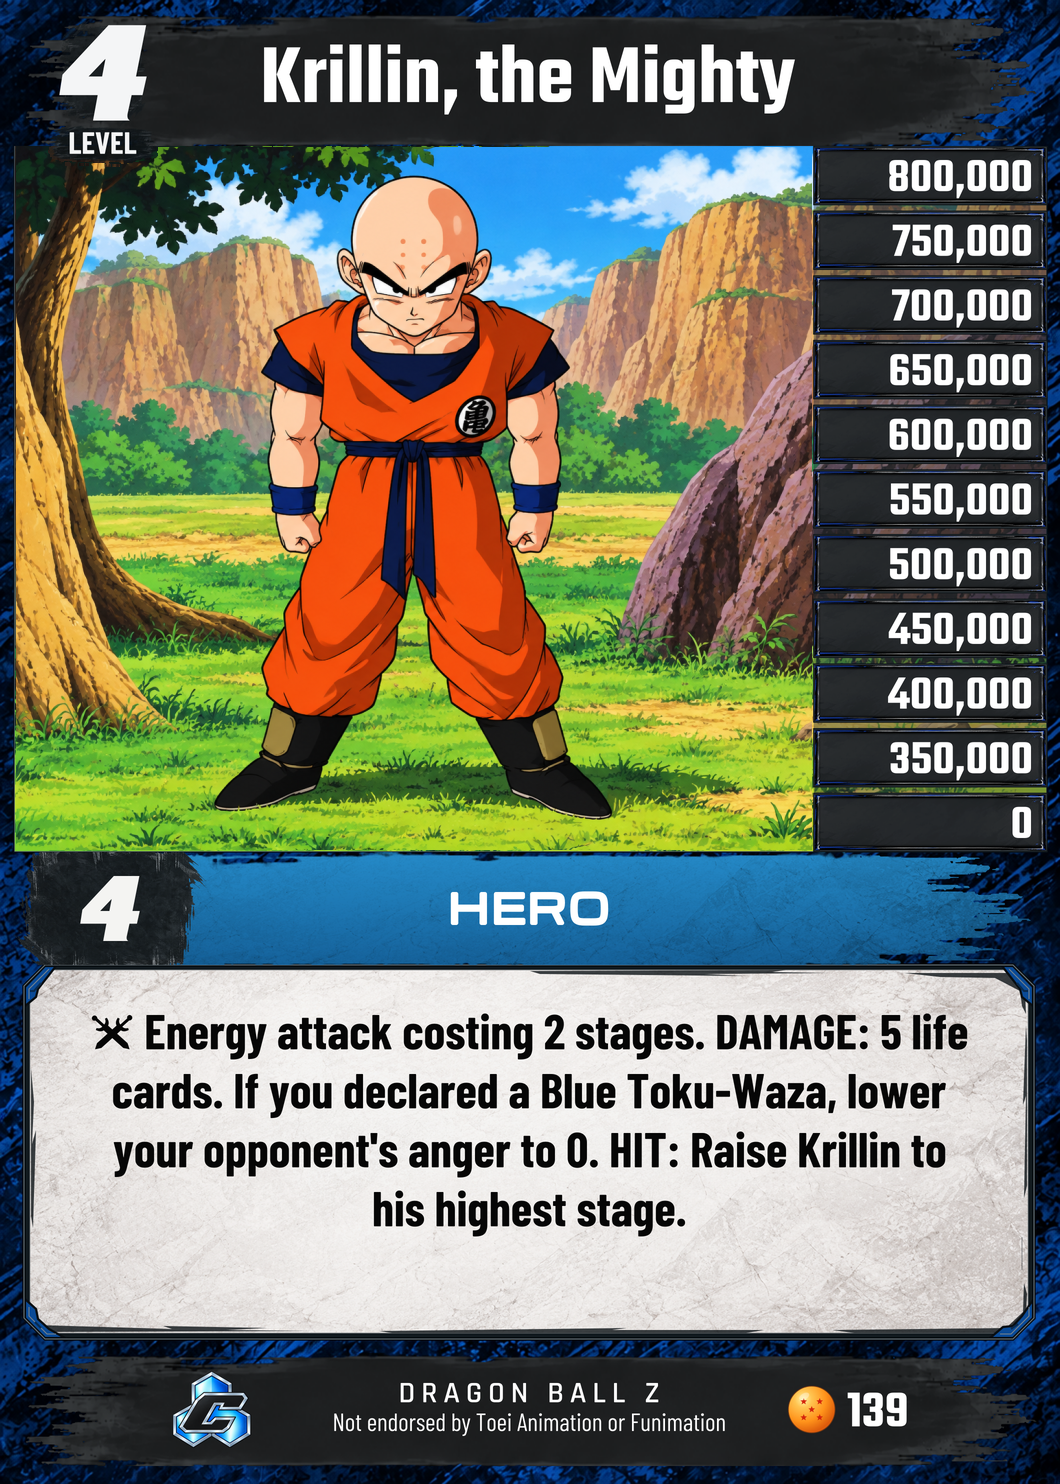 4
LEVEL
Krillin, the Mighty
800,000
750,000
700,000
650,000
600,000
550,000
500,000
450,000
400,000
350,000
0
亀
4
HERO
Energy attack costing 2 stages. DAMAGE: 5 life
cards. If you declared a Blue Toku-Waza, lower
your opponent's anger to 0. HIT: Raise Krillin to
his highest stage.
G
DRAGON BALL Z
Not endorsed by Toei Animation or Funimation
139